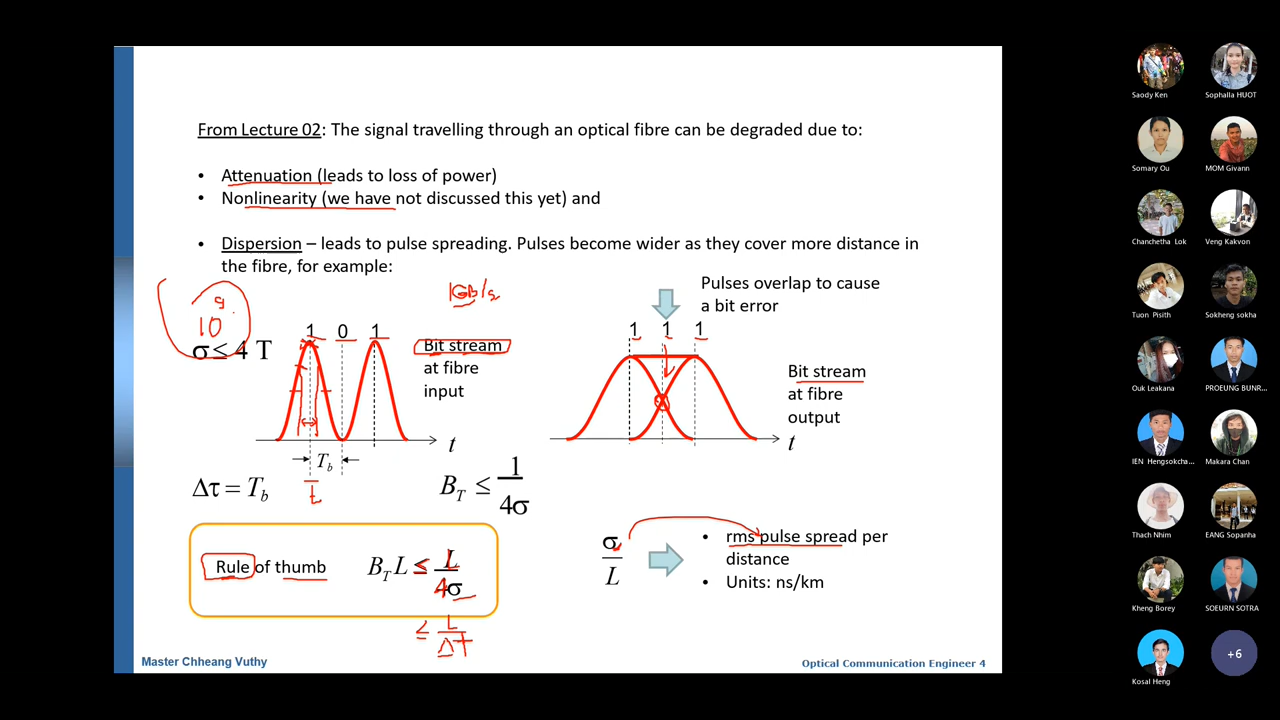 From Lecture 02: The signal travelling through an optical fibre can be degraded due to:
• Attenuation (leads to loss of power)
• Nonlinearity (we have not discussed this yet) and
• Dispersion – leads to pulse spreading. Pulses become wider as they cover more distance in
the fibre, for example:
10⁹
σ ≤ 4 T
1 0 1
1GB/s
Bit stream
at fibre
input
t
T_b
Δτ = T_b
B_T ≤ 1/4σ
Pulses overlap to cause
a bit error
1 1 1
Bit stream
at fibre
output
t
Rule of thumb
B_T L ≤ L/4σ
≤ L/ΔT
σ/L
• rms pulse spread per
distance
• Units: ns/km
Master Chheang Vuthy
Optical Communication Engineer 4
Saody Ken
Sophalla HUOT
Somary Ou
MOM Givann
Chanchetha Lok
Veng Kakvon
Tuon Pisith
Sokheng sokha
Ouk Leakana
PROEUNG BUNR...
IEN Hengsokcha...
Makara Chan
Thach Nhim
EANG Sopanha
Kheng Borey
SOEURN SOTRA
Kosal Heng
+6